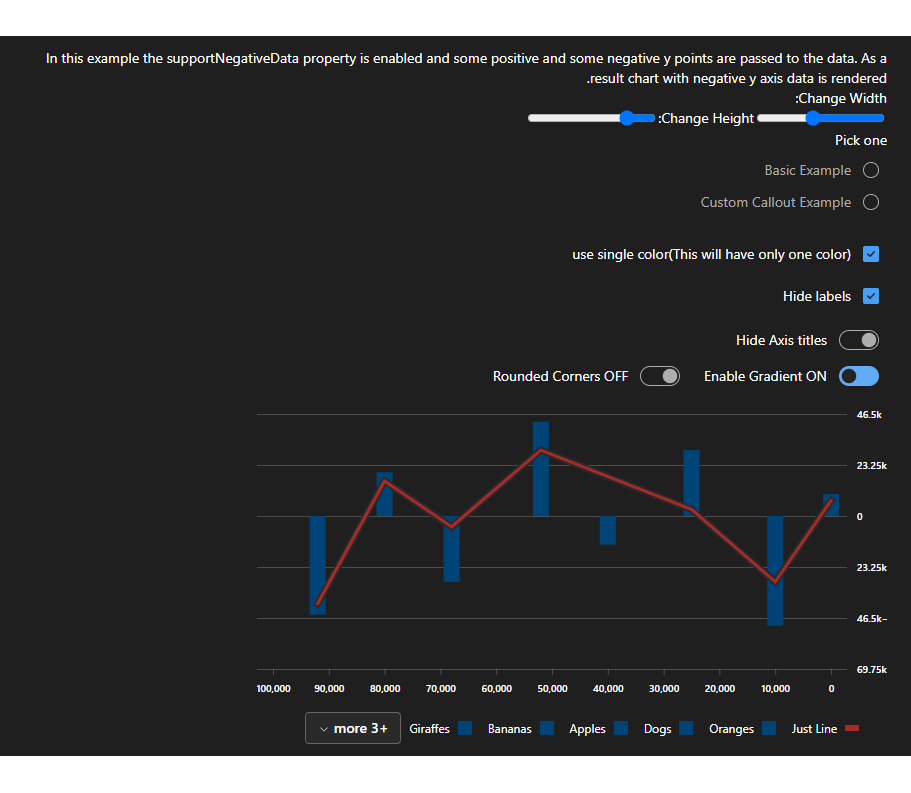 In this example the supportNegativeData property is enabled and some positive and some negative y points are passed to the data. As a
.result chart with negative y axis data is rendered
:Change Width
:Change Height
Pick one
Basic Example
Custom Callout Example
use single color(This will have only one color)
Hide labels
Hide Axis titles
Rounded Corners OFF Enable Gradient ON
46.5k
23.25k
0
23.25k
46.5k–
69.75k
100,000 90,000 80,000 70,000 60,000 50,000 40,000 30,000 20,000 10,000 0
more 3+ Giraffes Bananas Apples Dogs Oranges Just Line